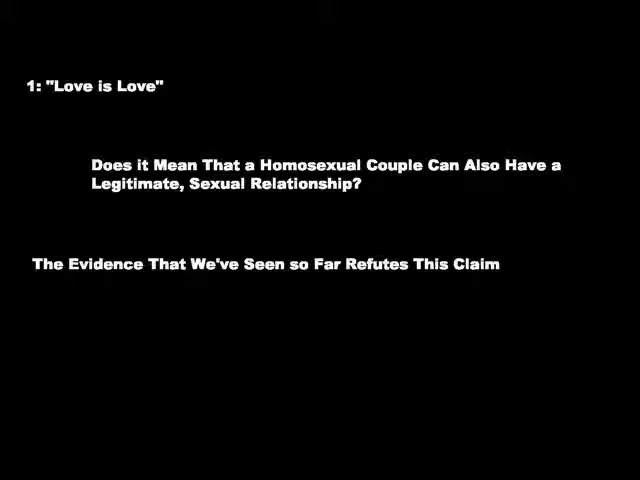 1: "Love is Love"
Does it Mean That a Homosexual Couple Can Also Have a
Legitimate, Sexual Relationship?
The Evidence That We've Seen so Far Refutes This Claim